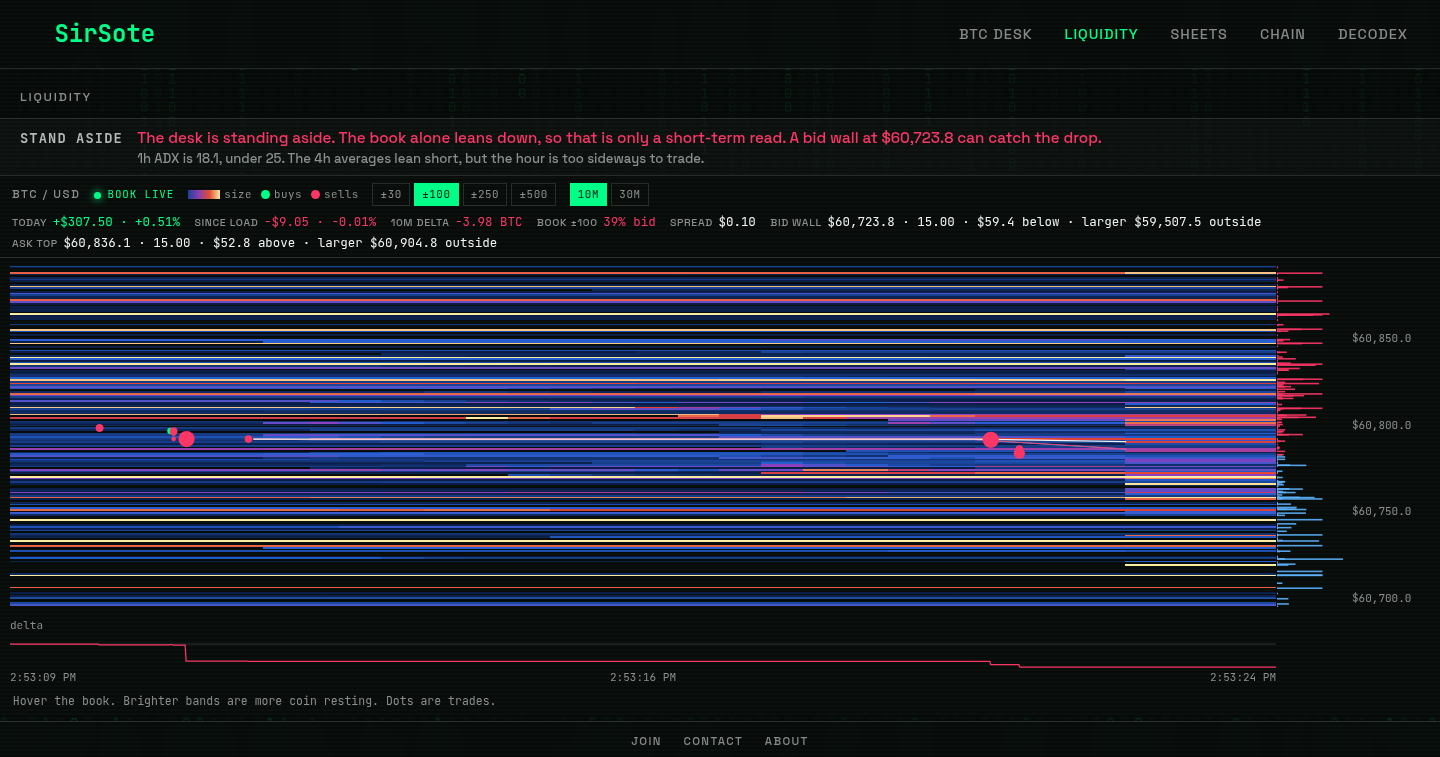 SirSote
BTC DESK LIQUIDITY SHEETS CHAIN DECODEX
LIQUIDITY
STAND ASIDE The desk is standing aside. The book alone leans down, so that is only a short-term read. A bid wall at $60,723.8 can catch the drop.
1h ADX is 18.1, under 25. The 4h averages lean short, but the hour is too sideways to trade.
BTC / USD BOOK LIVE size buys sells ±30 ±100 ±250 ±500 10M 30M
TODAY +$307.50 · +0.51% SINCE LOAD -$9.05 · -0.01% 10M DELTA -3.98 BTC BOOK ±100 39% bid SPREAD $0.10 BID WALL $60,723.8 · 15.00 · $59.4 below · larger $59,507.5 outside
ASK TOP $60,836.1 · 15.00 · $52.8 above · larger $60,904.8 outside
$60,850.0
$60,800.0
$60,750.0
$60,700.0
delta
2:53:09 PM 2:53:16 PM 2:53:24 PM
Hover the book. Brighter bands are more coin resting. Dots are trades.
JOIN CONTACT ABOUT